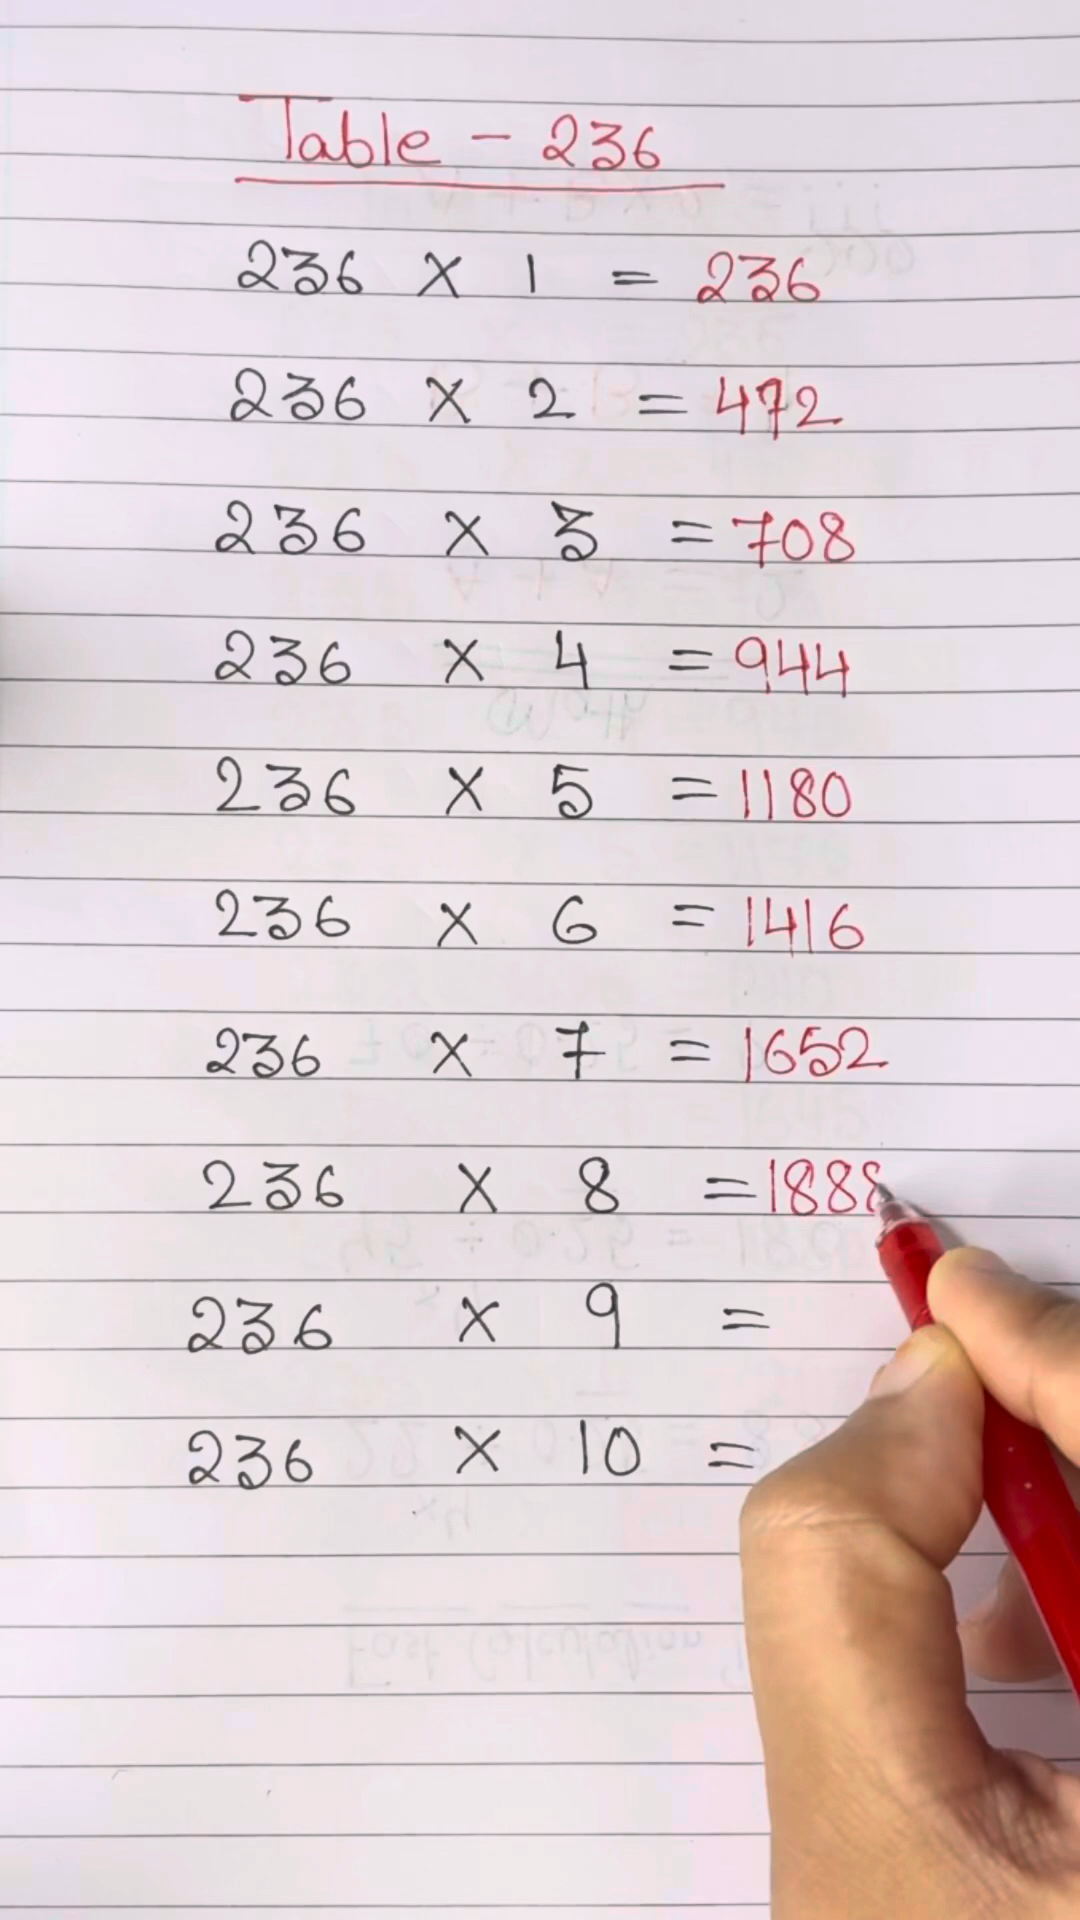 Table - 236
236 X 1 = 236
236 X 2 = 472
236 X 3 = 708
236 X 4 = 944
236 X 5 = 1180
236 X 6 = 1416
236 X 7 = 1652
236 X 8 = 1888
236 X 9 =
236 X 10 =